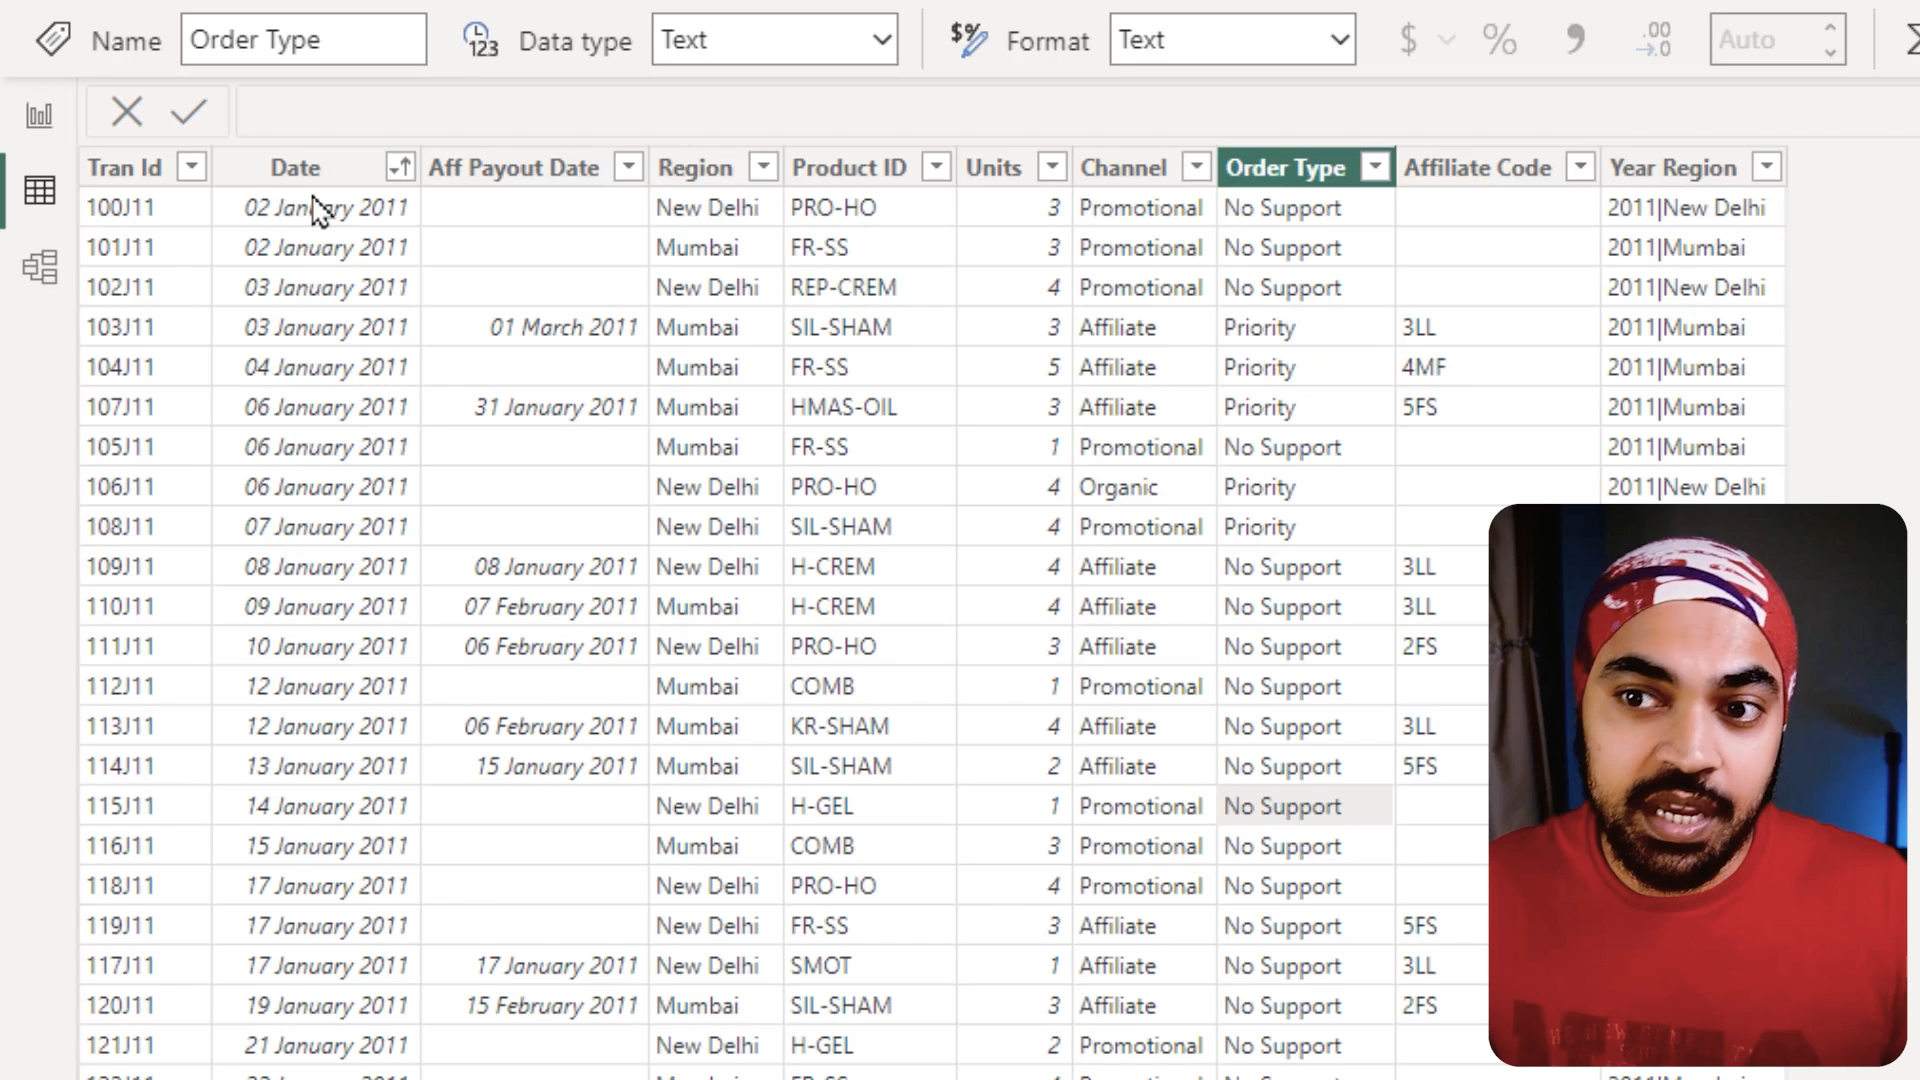 Name Order Type 123 Data type Text $% Format Text $ % , .00 →.0 Auto
Tran Id Date Aff Payout Date Region Product ID Units Channel Order Type Affiliate Code Year Region
100J11 02 January 2011 New Delhi PRO-HO 3 Promotional No Support 2011|New Delhi
101J11 02 January 2011 Mumbai FR-SS 3 Promotional No Support 2011|Mumbai
102J11 03 January 2011 New Delhi REP-CREM 4 Promotional No Support 2011|New Delhi
103J11 03 January 2011 01 March 2011 Mumbai SIL-SHAM 3 Affiliate Priority 3LL 2011|Mumbai
104J11 04 January 2011 Mumbai FR-SS 5 Affiliate Priority 4MF 2011|Mumbai
107J11 06 January 2011 31 January 2011 Mumbai HMAS-OIL 3 Affiliate Priority 5FS 2011|Mumbai
105J11 06 January 2011 Mumbai FR-SS 1 Promotional No Support 2011|Mumbai
106J11 06 January 2011 New Delhi PRO-HO 4 Organic Priority 2011|New Delhi
108J11 07 January 2011 New Delhi SIL-SHAM 4 Promotional Priority
109J11 08 January 2011 08 January 2011 New Delhi H-CREM 4 Affiliate No Support 3LL
110J11 09 January 2011 07 February 2011 Mumbai H-CREM 4 Affiliate No Support 3LL
111J11 10 January 2011 06 February 2011 New Delhi PRO-HO 3 Affiliate No Support 2FS
112J11 12 January 2011 Mumbai COMB 1 Promotional No Support
113J11 12 January 2011 06 February 2011 Mumbai KR-SHAM 4 Affiliate No Support 3LL
114J11 13 January 2011 15 January 2011 Mumbai SIL-SHAM 2 Affiliate No Support 5FS
115J11 14 January 2011 New Delhi H-GEL 1 Promotional No Support
116J11 15 January 2011 Mumbai COMB 3 Promotional No Support
118J11 17 January 2011 New Delhi PRO-HO 4 Promotional No Support
119J11 17 January 2011 New Delhi FR-SS 3 Affiliate No Support 5FS
117J11 17 January 2011 17 January 2011 New Delhi SMOT 1 Affiliate No Support 3LL
120J11 19 January 2011 15 February 2011 Mumbai SIL-SHAM 3 Affiliate No Support 2FS
121J11 21 January 2011 New Delhi H-GEL 2 Promotional No Support